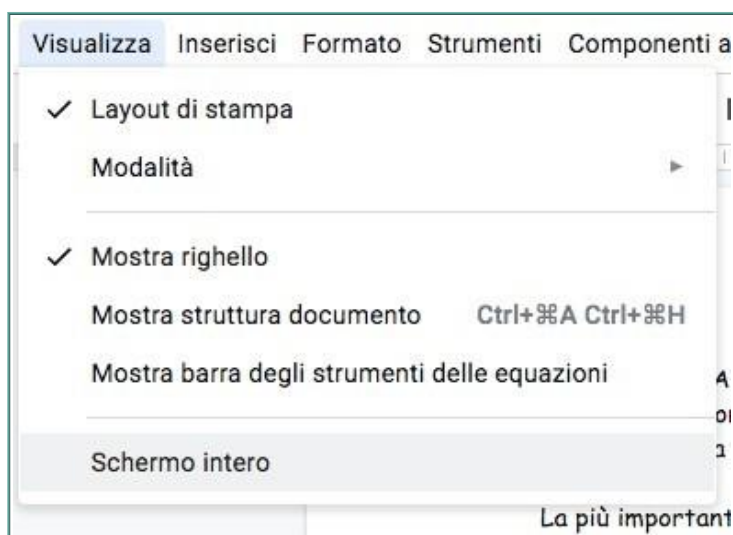 Visualizza Inserisci Formato Strumenti Componenti
Layout di stampa
Modalità
Mostra righello
Mostra struttura documento Ctrl+⌘A Ctrl+⌘H
Mostra barra degli strumenti delle equazioni
Schermo intero
La più important